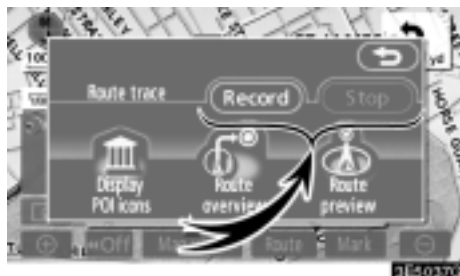 Route trace Record Stop
Display POI icons
Route overview
Route preview
Off Route Mark